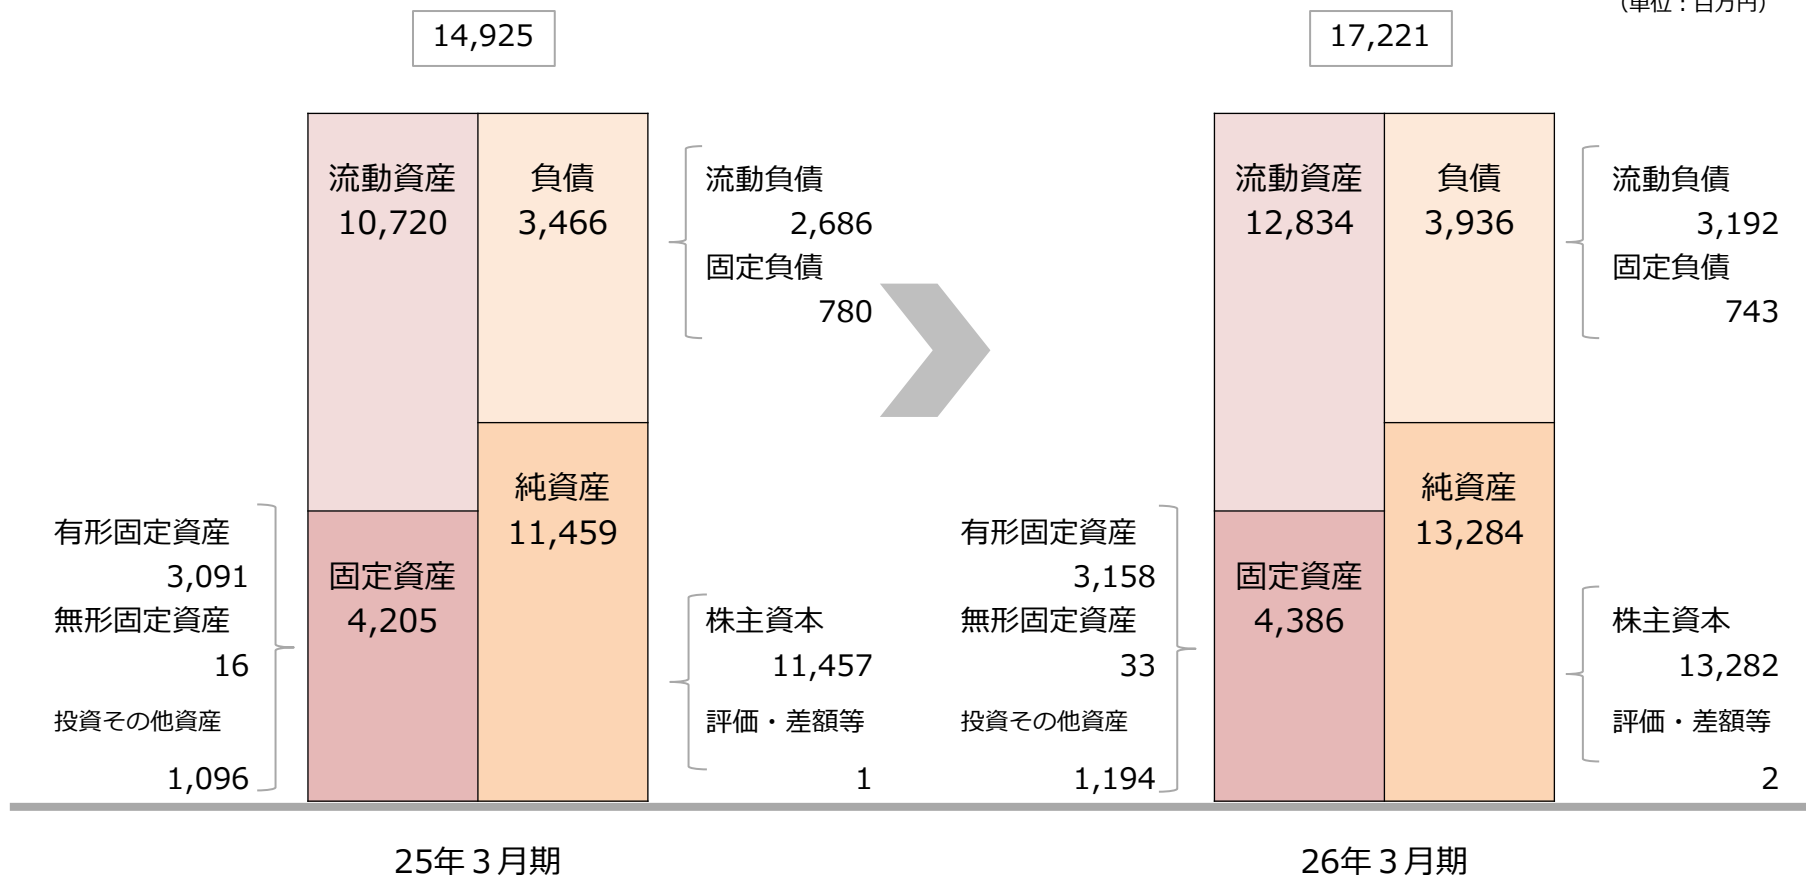 （単位：百万円）
14,925
流動資産
10,720
負債
3,466
流動負債
2,686
固定負債
780
純資産
11,459
有形固定資産
3,091
無形固定資産
16
投資その他資産
1,096
固定資産
4,205
株主資本
11,457
評価・差額等
1
25年３月期
17,221
流動資産
12,834
負債
3,936
流動負債
3,192
固定負債
743
純資産
13,284
有形固定資産
3,158
無形固定資産
33
投資その他資産
1,194
固定資産
4,386
株主資本
13,282
評価・差額等
2
26年３月期